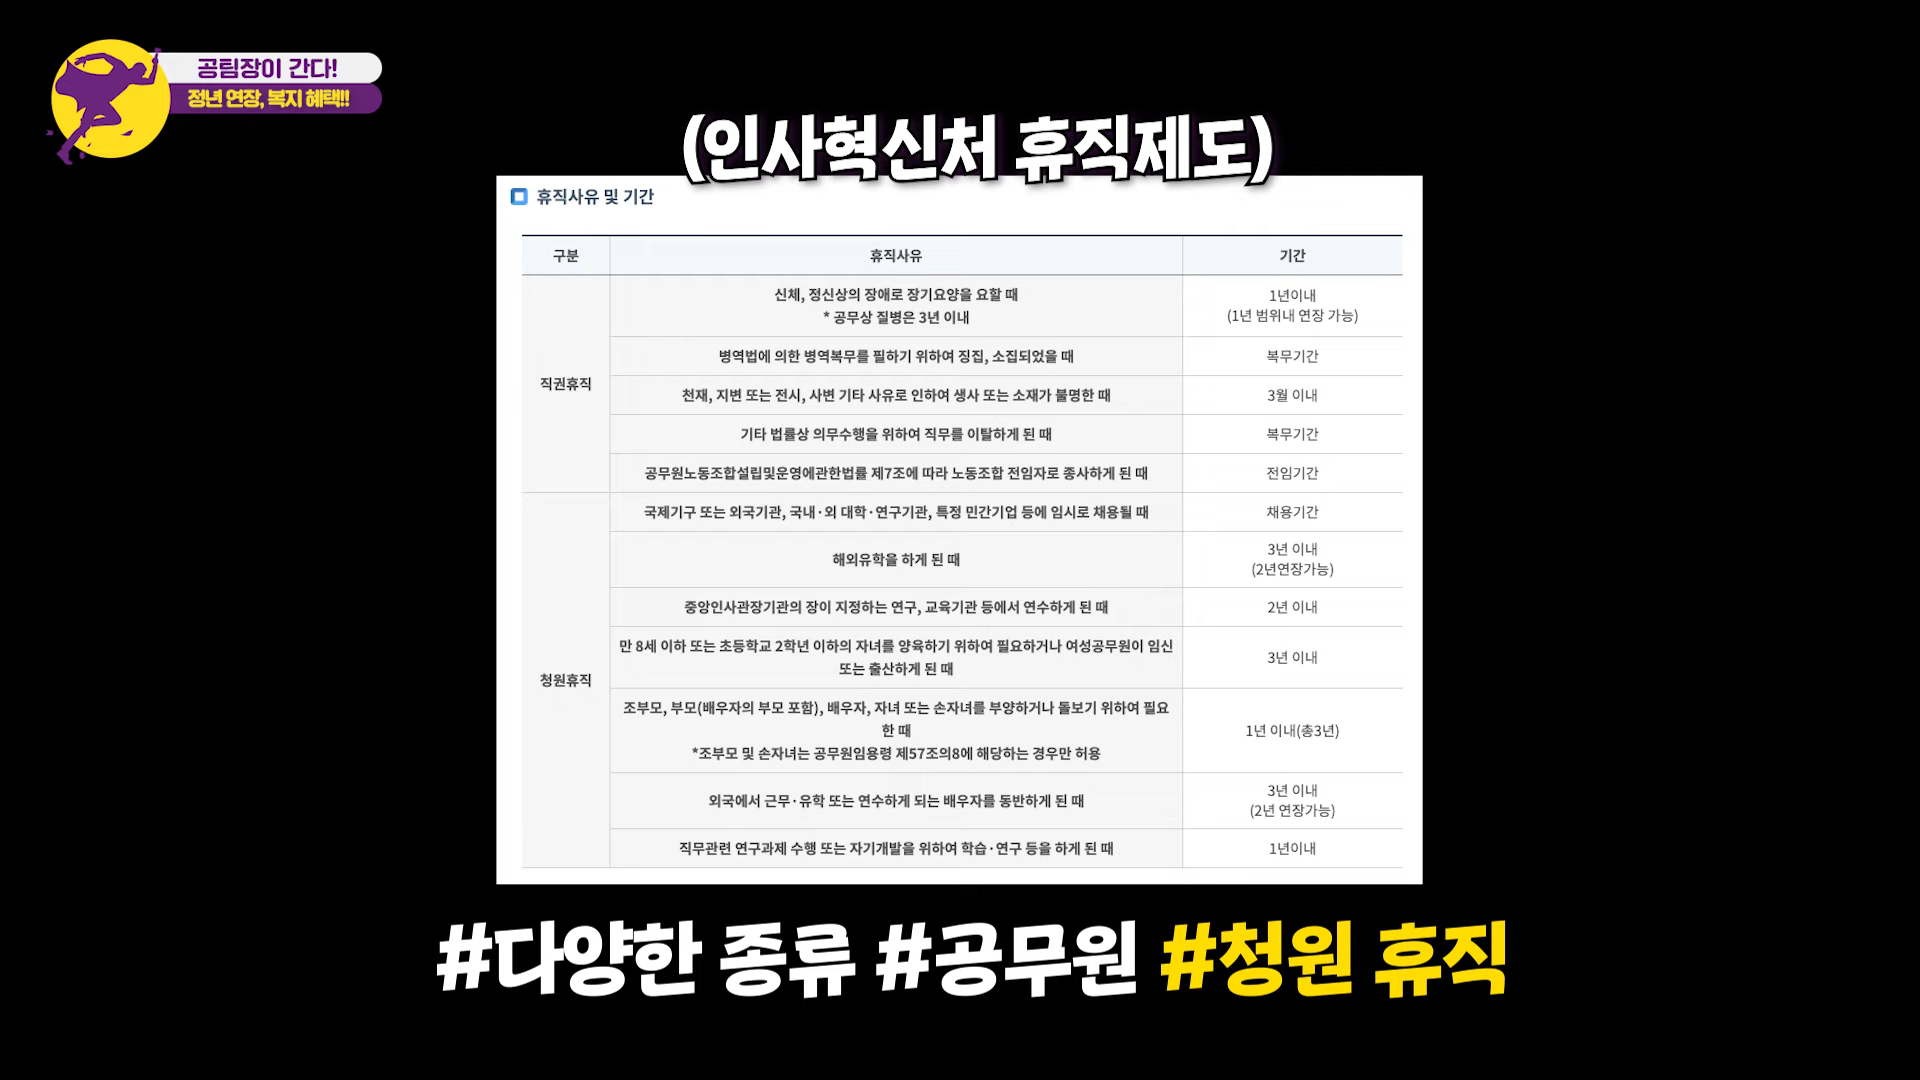 공팀장이 간다!
정년 연장, 복지 혜택!!
(인사혁신처 휴직제도)
휴직사유 및 기간
구분 휴직사유 기간
직권휴직
신체, 정신상의 장애로 장기요양을 요할 때
* 공무상 질병은 3년 이내
1년이내
(1년 범위내 연장 가능)
병역법에 의한 병역복무를 필하기 위하여 징집, 소집되었을 때 복무기간
천재, 지변 또는 전시, 사변 기타 사유로 인하여 생사 또는 소재가 불명한 때 3월 이내
기타 법률상 의무수행을 위하여 직무를 이탈하게 된 때 복무기간
공무원노동조합설립및운영에관한법률 제7조에 따라 노동조합 전임자로 종사하게 된 때 전임기간
청원휴직
국제기구 또는 외국기관, 국내·외 대학·연구기관, 특정 민간기업 등에 임시로 채용될 때 채용기간
해외유학을 하게 된 때
3년 이내
(2년연장가능)
중앙인사관장기관의 장이 지정하는 연구, 교육기관 등에서 연수하게 된 때 2년 이내
만 8세 이하 또는 초등학교 2학년 이하의 자녀를 양육하기 위하여 필요하거나 여성공무원이 임신
또는 출산하게 된 때
3년 이내
조부모, 부모(배우자의 부모 포함), 배우자, 자녀 또는 손자녀를 부양하거나 돌보기 위하여 필요
한 때
*조부모 및 손자녀는 공무원임용령 제57조의8에 해당하는 경우만 허용
1년 이내(총3년)
외국에서 근무·유학 또는 연수하게 되는 배우자를 동반하게 된 때
3년 이내
(2년 연장가능)
직무관련 연구과제 수행 또는 자기개발을 위하여 학습·연구 등을 하게 된 때 1년이내
#다양한 종류 #공무원 #청원 휴직